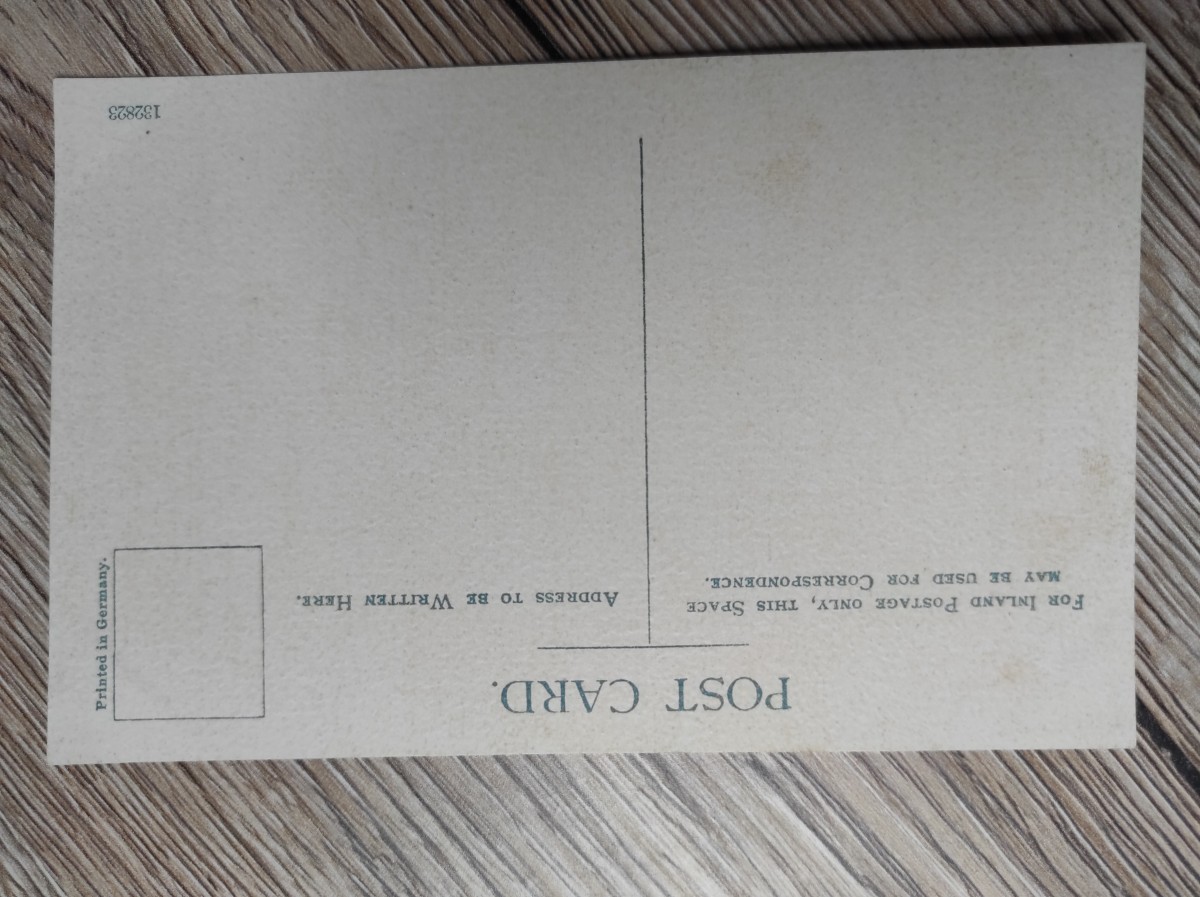 POST CARD.
FOR INLAND POSTAGE ONLY, THIS SPACE
MAY BE USED FOR CORRESPONDENCE.
ADDRESS TO BE WRITTEN HERE.
Printed in Germany.
132823